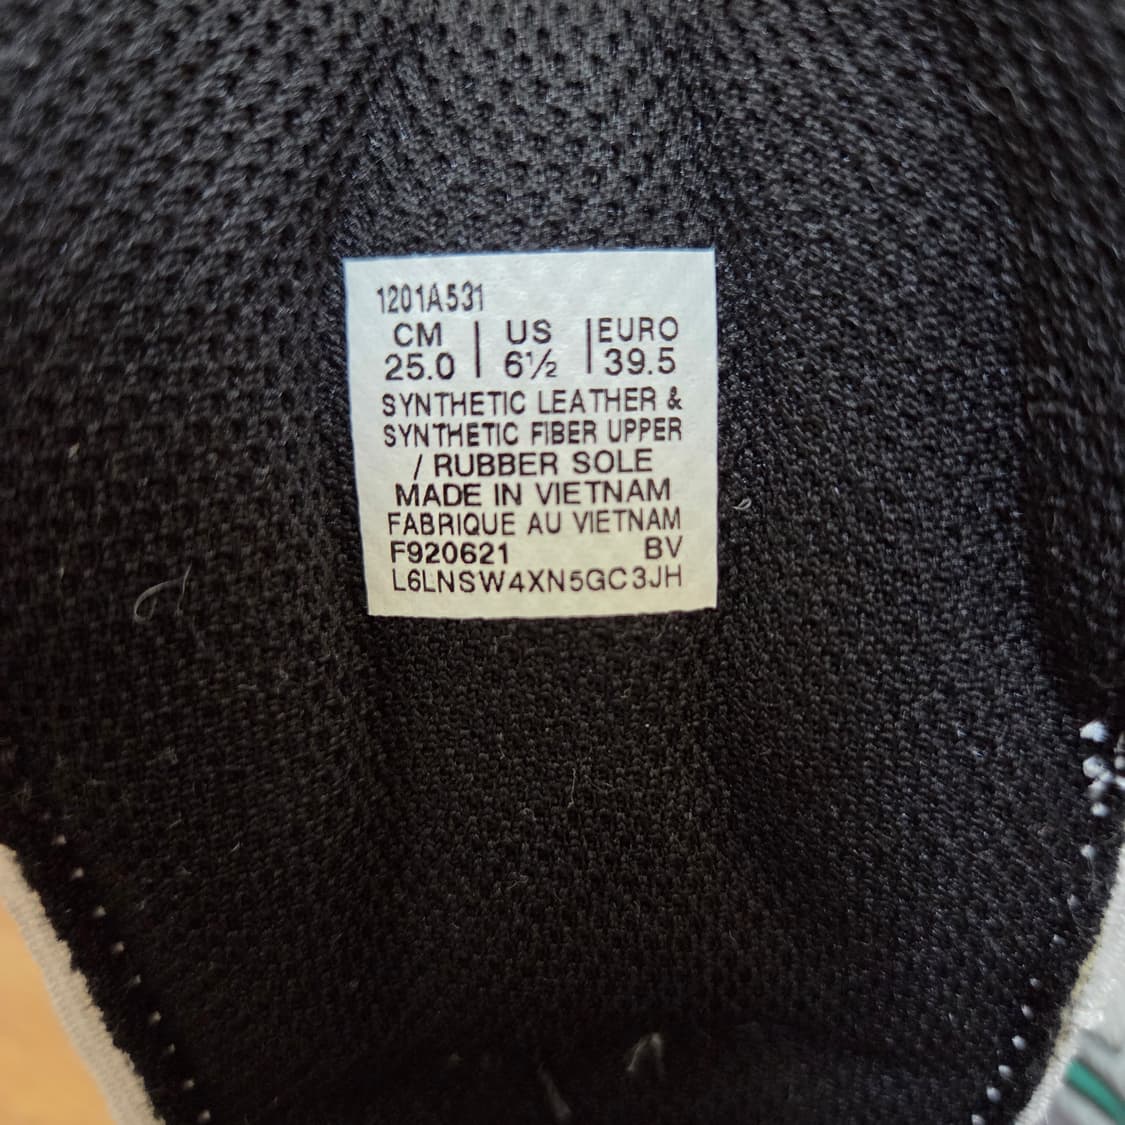 1201A531
CM | US | EURO
25.0 | 6½ | 39.5
SYNTHETIC LEATHER &
SYNTHETIC FIBER UPPER
/ RUBBER SOLE
MADE IN VIETNAM
FABRIQUE AU VIETNAM
F920621 BV
L6LNSW4XN5GC3JH